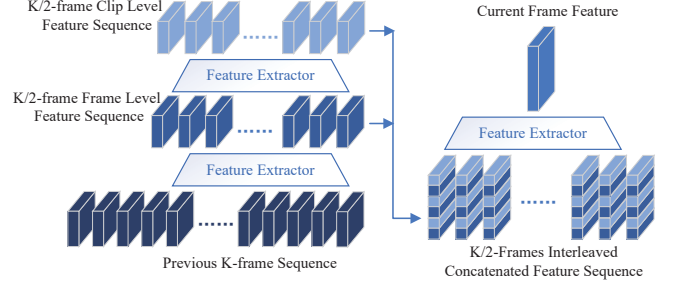 K/2-frame Clip Level
Feature Sequence
Feature Extractor
K/2-frame Frame Level
Feature Sequence
Feature Extractor
Previous K-frame Sequence
Current Frame Feature
Feature Extractor
K/2-Frames Interleaved
Concatenated Feature Sequence